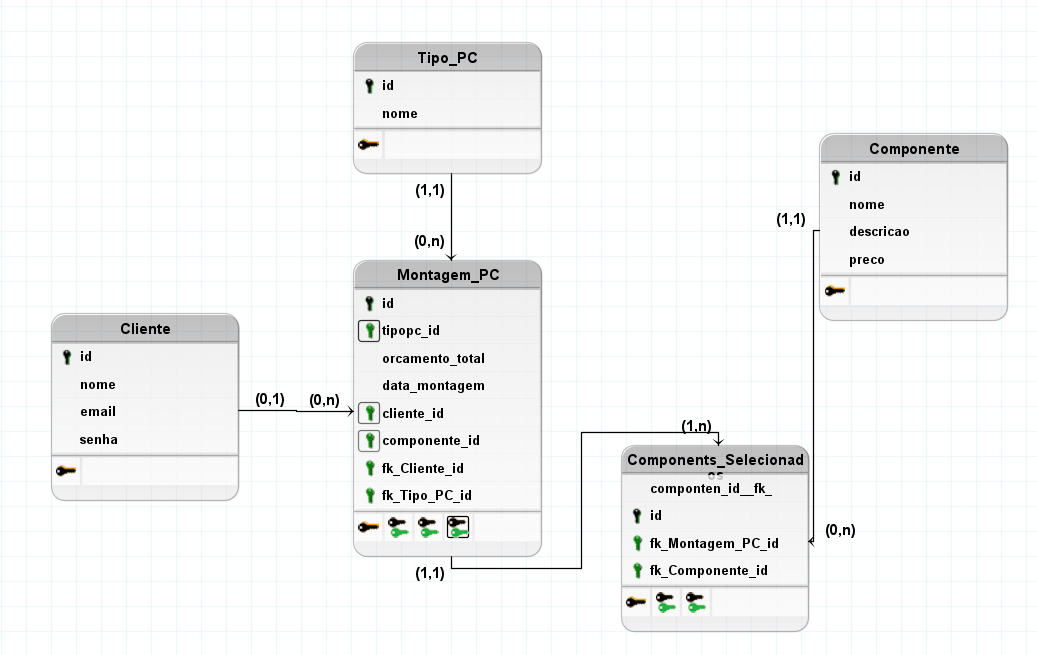 Tipo_PC
id
nome
(1,1)
(0,n)
Componente
id
nome
descricao
preco
(1,1)
Montagem_PC
id
tipopc_id
orcamento_total
data_montagem
cliente_id
componente_id
fk_Cliente_id
fk_Tipo_PC_id
(1,1)
Cliente
id
nome
email
senha
(0,1)
(0,n)
(1,n)
Components_Selecionad
os
componten_id__fk_
id
fk_Montagem_PC_id
fk_Componente_id
(0,n)